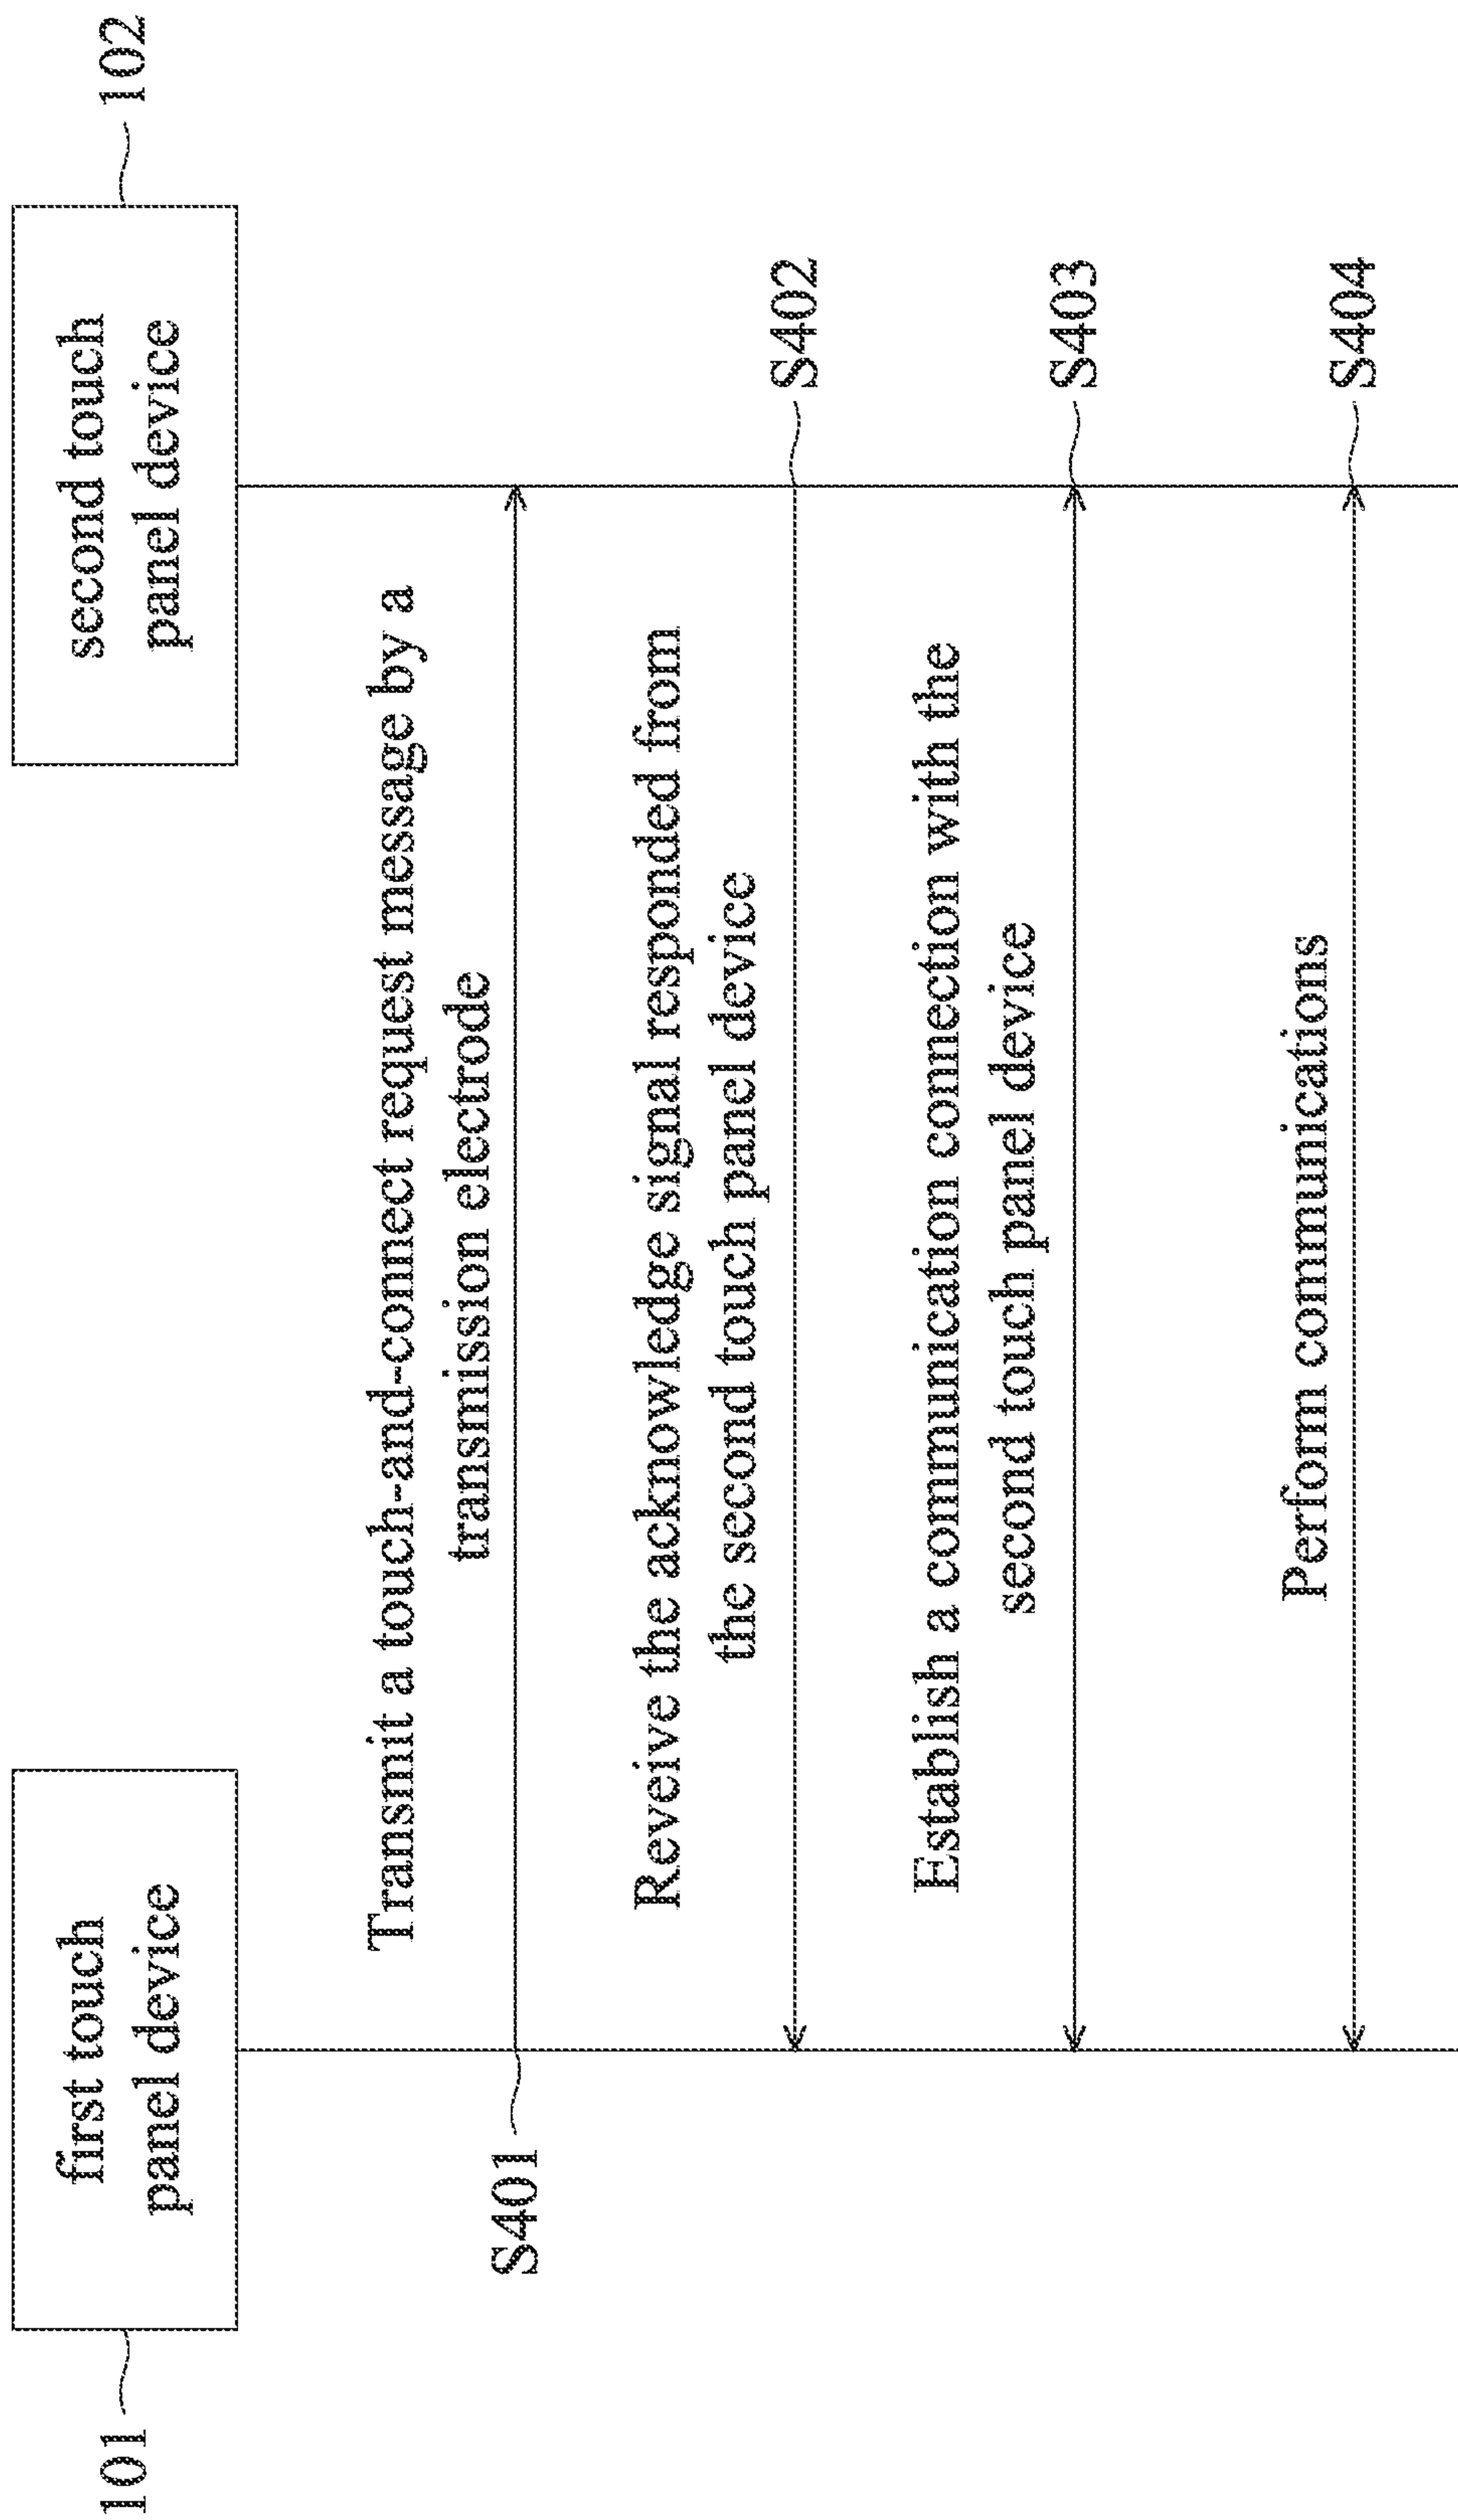 101
first touch
panel device
second touch
panel device
102
Transmit a touch-and-connect request message by a
transmission electrode
S401
Reveive the acknowledge signal responded from
the second touch panel device
S402
Establish a communication connection with the
second touch panel device
S403
Perform communications
S404